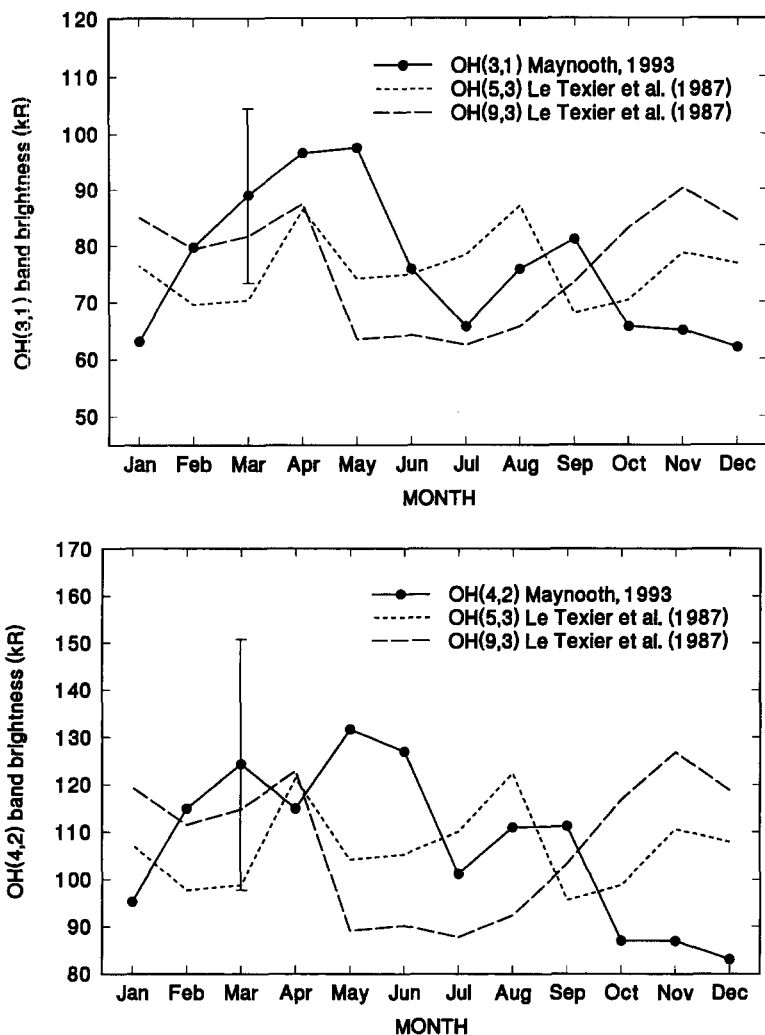 OH(3,1) band brightness (kR)
120
110
100
90
80
70
60
50
OH(3,1) Maynooth, 1993
OH(5,3) Le Texier et al. (1987)
OH(9,3) Le Texier et al. (1987)
Jan Feb Mar Apr May Jun Jul Aug Sep Oct Nov Dec
MONTH
OH(4,2) band brightness (kR)
170
160
150
140
130
120
110
100
90
80
OH(4,2) Maynooth, 1993
OH(5,3) Le Texier et al. (1987)
OH(9,3) Le Texier et al. (1987)
Jan Feb Mar Apr May Jun Jul Aug Sep Oct Nov Dec
MONTH